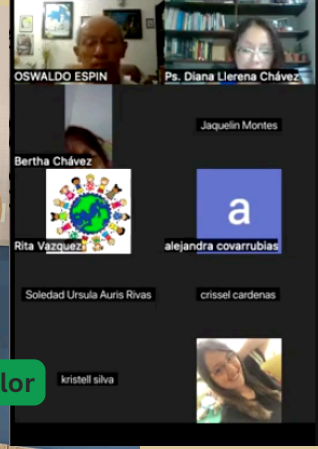 OSWALDO ESPIN
Ps. Diana Llerena Chávez
Bertha Chávez
Jaquelin Montes
Rita Vazquez
a
alejandra covarrubias
Soledad Ursula Auris Rivas
crissel cardenas
lor
kristell silva